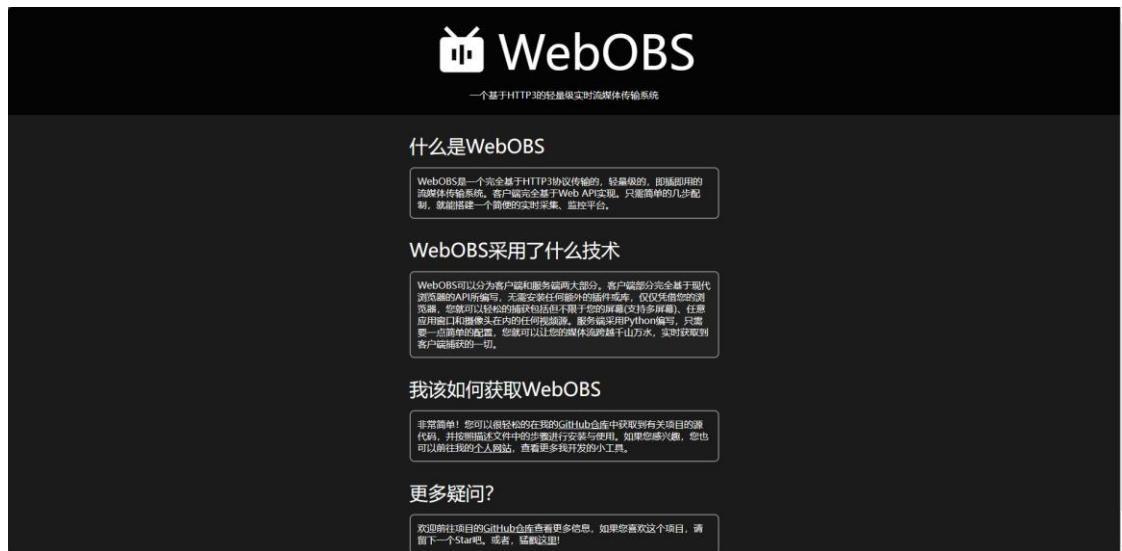 WebOBS
一个基于HTTP3的轻量级实时流媒体传输系统
什么是WebOBS
WebOBS是一个完全基于HTTP3协议传输的，轻量级的，即插即用的
流媒体传输系统。客户端完全基于Web API实现。只需简单的几步配
制，就能搭建一个简便的实时采集、监控平台。
WebOBS采用了什么技术
WebOBS可以分为客户端和服务端两大部分。客户端部分完全基于现代
浏览器的API所编写，无需安装任何额外的插件或库，仅仅凭借您的浏
览器，您就可以轻松的捕获包括但不限于您的屏幕(支持多屏幕)、任意
应用窗口和摄像头在内的任何视频源。服务端采用Python编写，只需
要一点简单的配置，您就可以让您的媒体流跨越千山万水，实时获取到
客户端捕获的一切。
我该如何获取WebOBS
非常简单！您可以很轻松的在我的GitHub仓库中获取到有关项目的源
代码，并按照描述文件中的步骤进行安装与使用。如果您感兴趣，您也
可以前往我的个人网站，查看更多我开发的小工具。
更多疑问?
欢迎前往项目的GitHub仓库查看更多信息，如果您喜欢这个项目，请
留下一个Star吧。或者，猛戳这里!